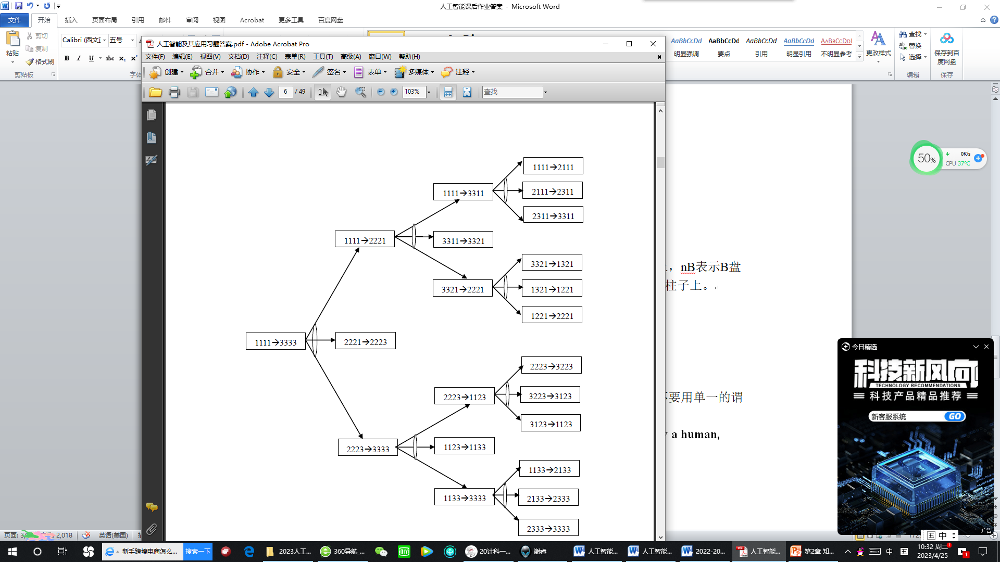 人工智能课后作业答案 - Microsoft Word
文件 开始 插入 页面布局 引用 邮件 审阅 视图 Acrobat 更多工具 百度网盘
粘贴 剪切 复制 格式刷 剪贴板
Calibri (西文正 五号
B I U abc x₂ x²
字体
AaBbCcDd AaBbCcDd AaBbCcDd AaBbCcDd AABBCCDDI
明显强调 要点 引用 明显引用 不明显参考
更改样式
查找 替换 选择 编辑
保存到百度网盘 保存
人工智能及其应用习题答案.pdf - Adobe Acrobat Pro
文件(F) 编辑(E) 视图(V) 文档(D) 注释(C) 表单(R) 工具(T) 高级(A) 窗口(W) 帮助(H)
创建 合并 协作 安全 签名 表单 多媒体 注释
6 / 49 103% 查找
1111→2111
1111→3311
2111→2311
2311→3311
1111→2221
3311→3321
3321→1321
3321→2221
1321→1221
1221→2221
1111→3333
2221→2223
2223→3223
2223→1123
3223→3123
3123→1123
2223→3333
1123→1133
1133→2133
1133→3333
2133→2333
2333→3333
，nB表示B盘
柱子上。
要用单一的谓
a human,
50%
0K/s
CPU 37℃
今日精选
科技新风向
TECHNOLOGY RECOMMENDATIONS
科技产品精品推荐
新客服系统 GO
广告
五 中
2,018 英语(美国)
新手跨境电商怎么... 搜索一下
2023人工... 360导航_... 20计科一... 谢睿 人工智能... 人工智能... 2022-20... 人工智能... 第2章 知...
中 五
10:32 周二
2023/4/25